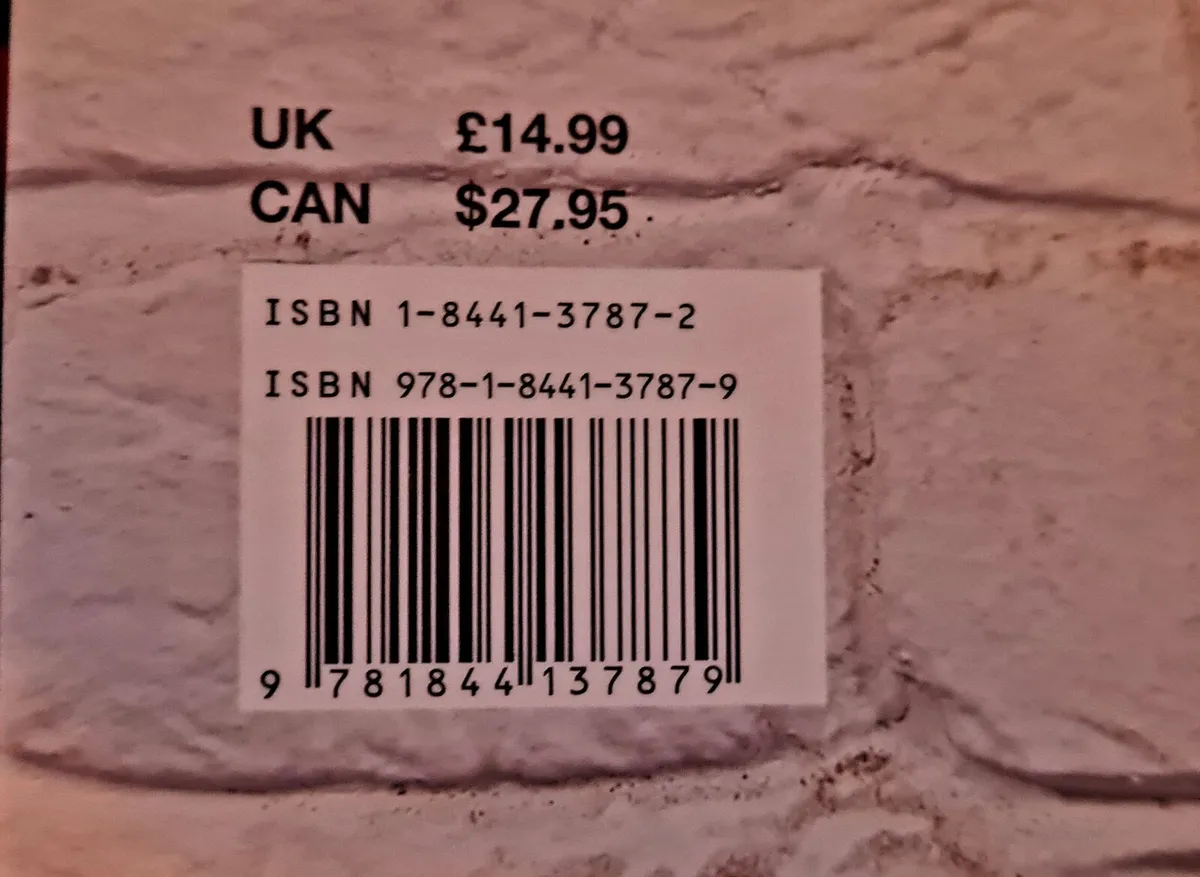 UK £14.99
CAN $27.95
ISBN 1-8441-3787-2
ISBN 978-1-8441-3787-9
9 781844 137879